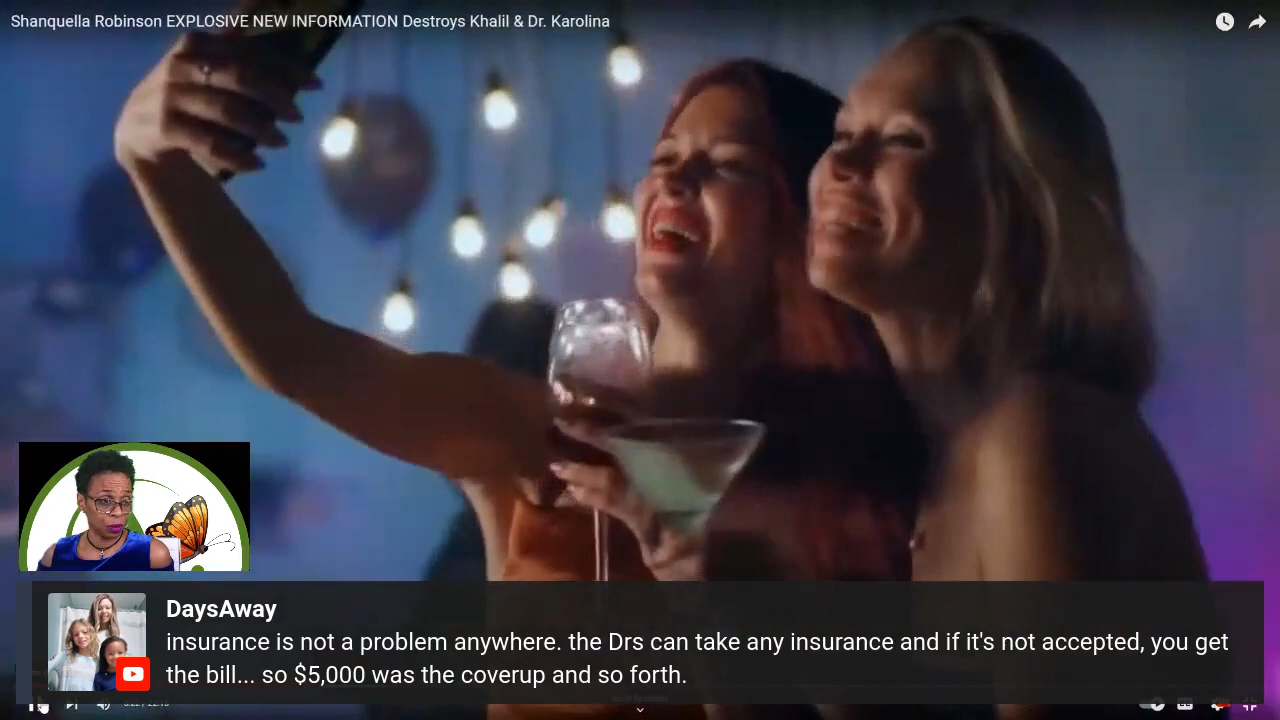 Shanquella Robinson EXPLOSIVE NEW INFORMATION Destroys Khalil & Dr. Karolina
DaysAway
insurance is not a problem anywhere. the Drs can take any insurance and if it's not accepted, you get
the bill... so $5,000 was the coverup and so forth.